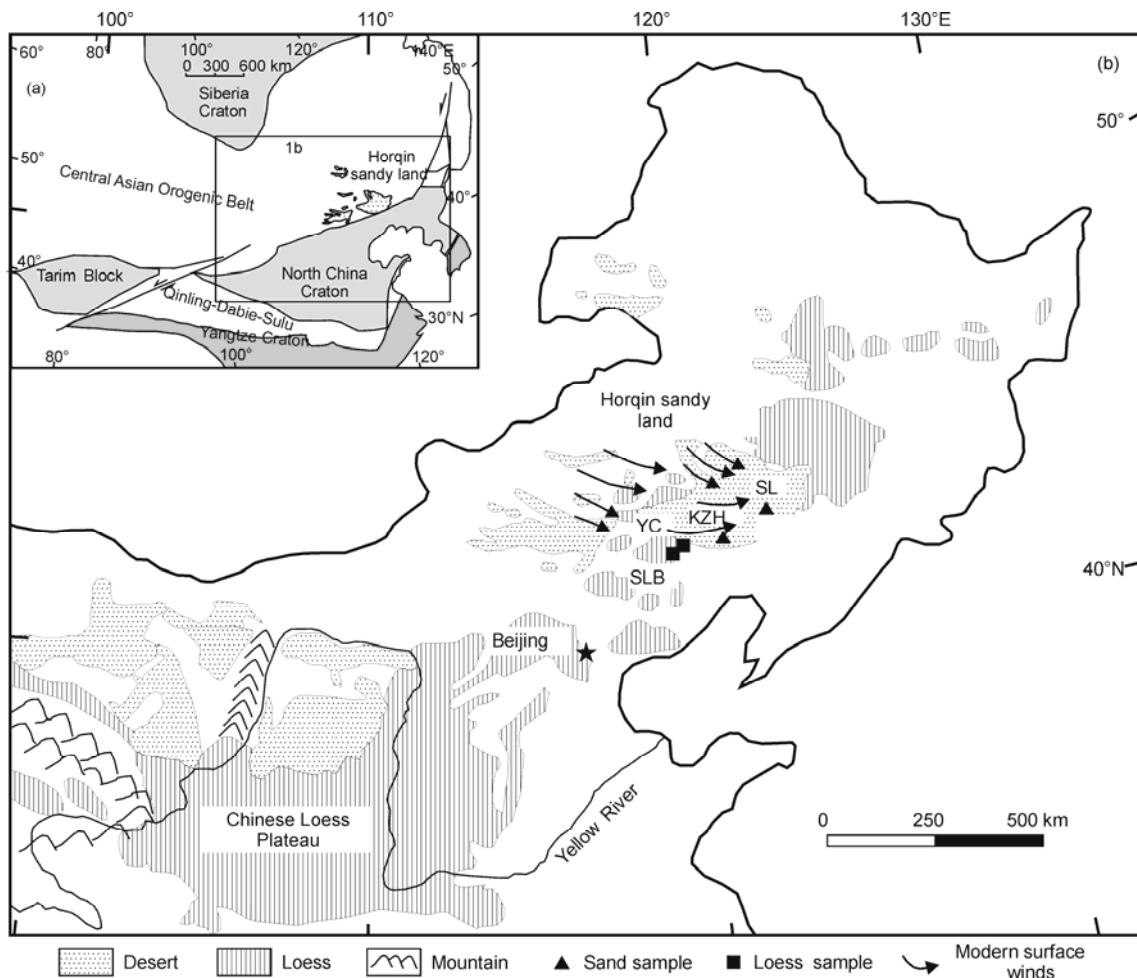 100°
110°
120°
130°E
60°
80°
100°
120°
140°E
50°
(b)
0 300 600 km
(a)
Siberia
Craton
50°
50°
1b
Horqin
sandy land
Central Asian Orogenic Belt
40°
40°
Tarim Block
North China
Craton
Qinling-Dabie-Sulu
30°N
Yangtze Craton
80°
100°
120°
Horqin sandy
land
SL
YC
KZH
40°N
SLB
Beijing
Chinese Loess
Plateau
Yellow River
0 250 500 km
Desert
Loess
Mountain
Sand sample
Loess sample
Modern surface
winds